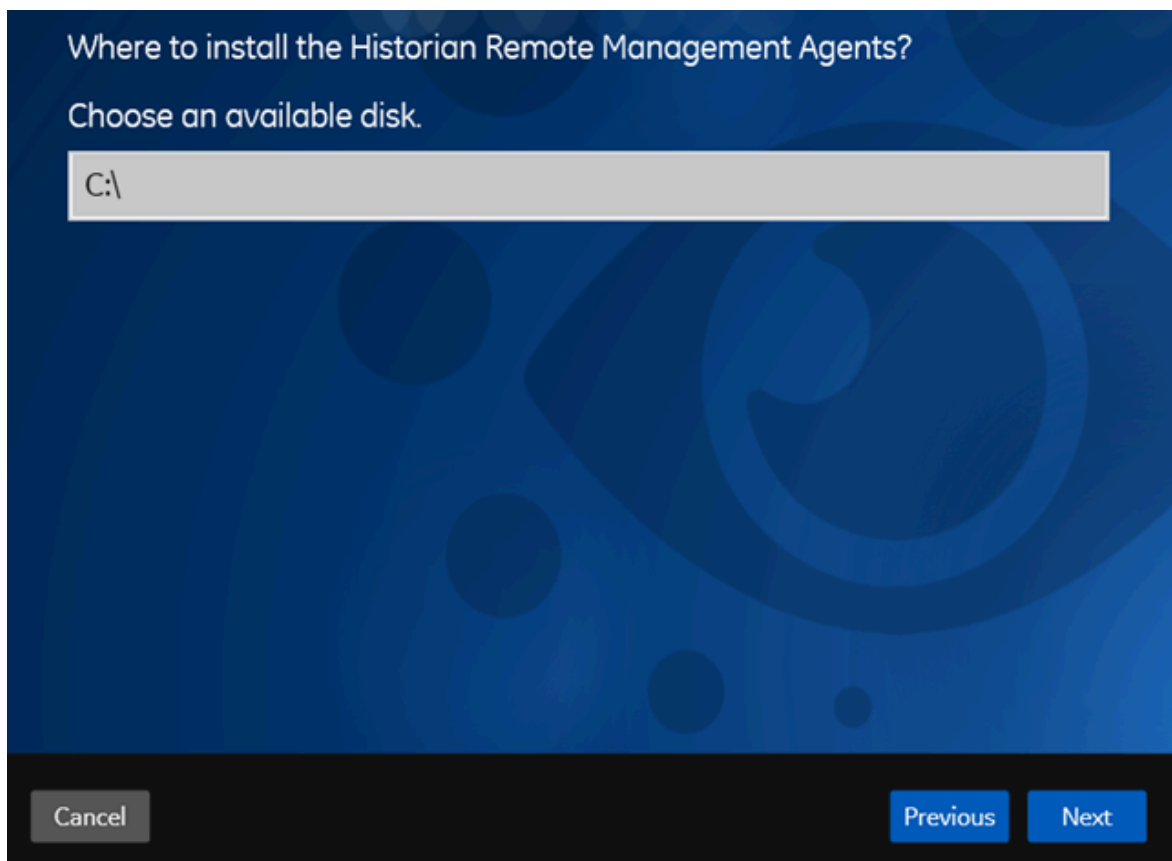 Where to install the Historian Remote Management Agents?
Choose an available disk.
C:\
Cancel
Previous
Next